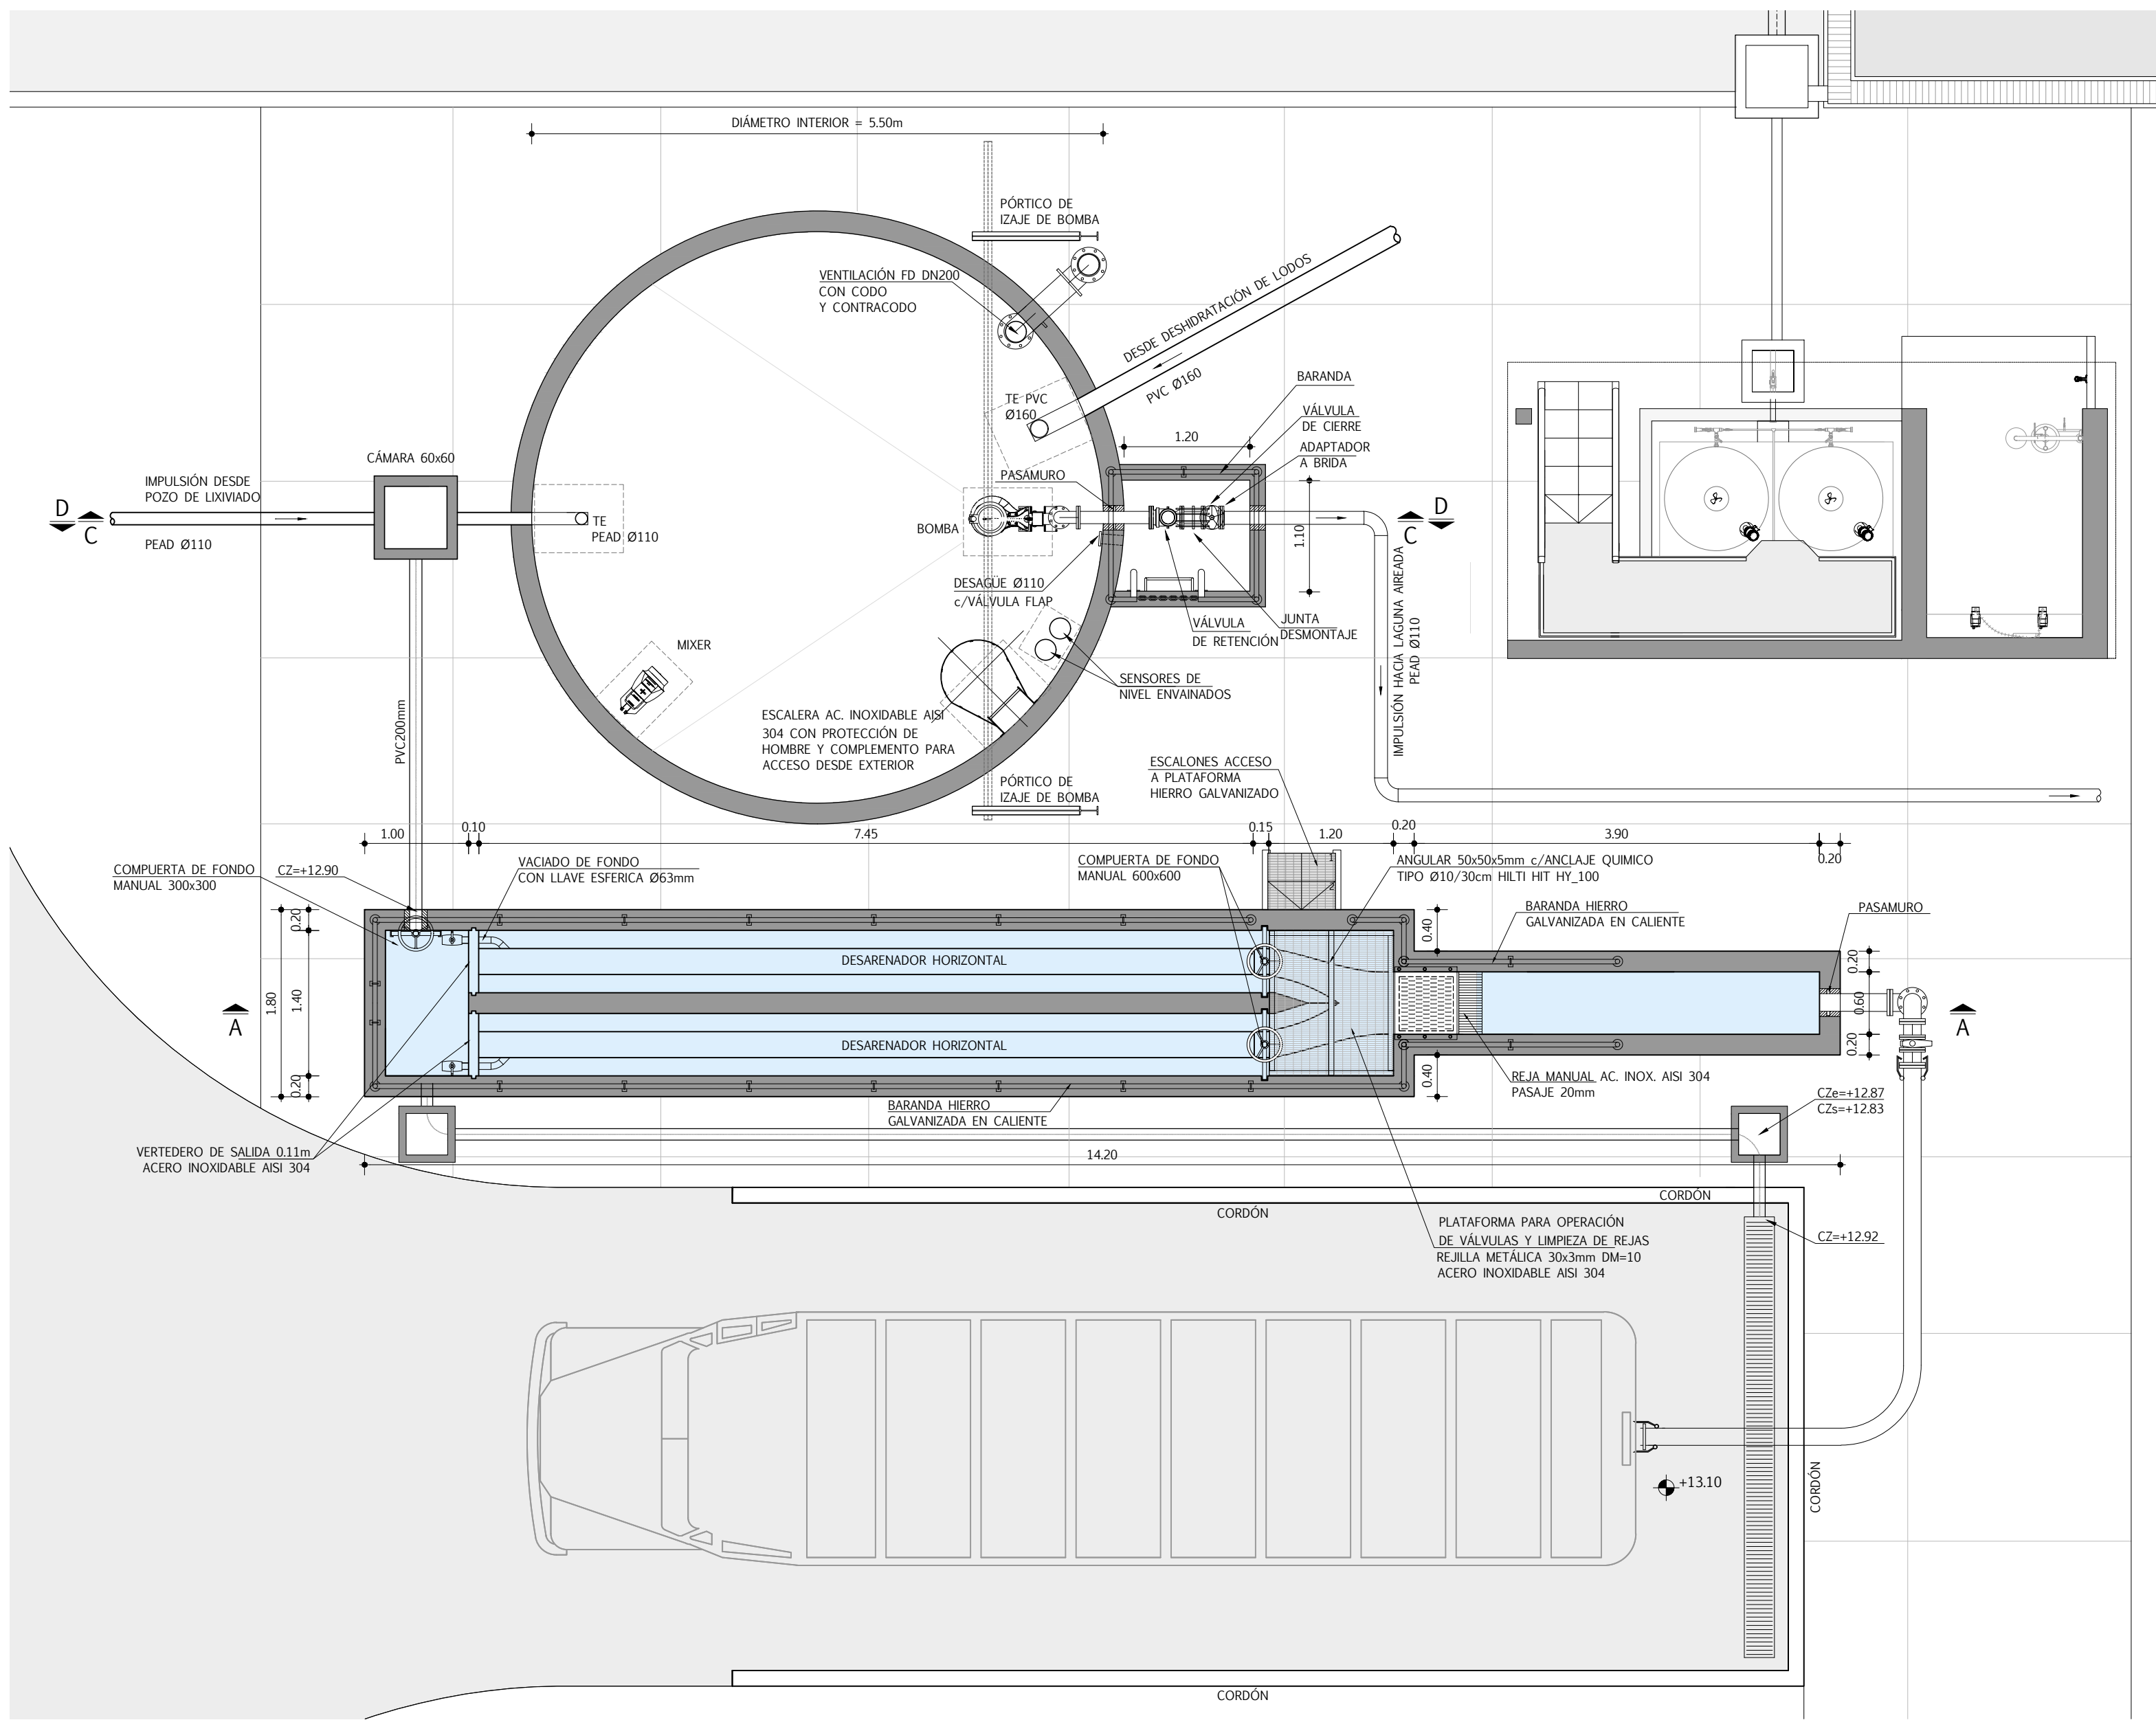 DIÁMETRO INTERIOR = 5.50m
PÓRTICO DE
IZAJE DE BOMBA
VENTILACIÓN FD DN200
CON CODO
Y CONTRACODO
DESDE DESHIDRATACIÓN DE LODOS
PVC Ø160
TE PVC
Ø160
BARANDA
VÁLVULA
DE CIERRE
1.20
ADAPTADOR
A BRIDA
CÁMARA 60x60
IMPULSIÓN DESDE
POZO DE LIXIVIADO
PASAMURO
D
C
D
C
TE
PEAD Ø110
BOMBA
PEAD Ø110
1.10
DESAGÜE Ø110
c/VÁLVULA FLAP
VÁLVULA
DE RETENCIÓN
JUNTA
DESMONTAJE
IMPULSIÓN HACIA LAGUNA AIREADA
PEAD Ø110
MIXER
SENSORES DE
NIVEL ENVAINADOS
PVC200mm
ESCALERA AC. INOXIDABLE AISI
304 CON PROTECCIÓN DE
HOMBRE Y COMPLEMENTO PARA
ACCESO DESDE EXTERIOR
ESCALONES ACCESO
A PLATAFORMA
HIERRO GALVANIZADO
PÓRTICO DE
IZAJE DE BOMBA
1.00
0.10
7.45
0.15
1.20
0.20
3.90
0.20
COMPUERTA DE FONDO
MANUAL 300x300
CZ=+12.90
VACIADO DE FONDO
CON LLAVE ESFERICA Ø63mm
COMPUERTA DE FONDO
MANUAL 600x600
1
2
ANGULAR 50x50x5mm c/ANCLAJE QUIMICO
TIPO Ø10/30cm HILTI HIT HY_100
BARANDA HIERRO
GALVANIZADA EN CALIENTE
PASAMURO
0.20
0.40
DESARENADOR HORIZONTAL
0.20
A
1.80
1.40
0.60
A
DESARENADOR HORIZONTAL
0.20
0.20
0.40
REJA MANUAL AC. INOX. AISI 304
PASAJE 20mm
BARANDA HIERRO
GALVANIZADA EN CALIENTE
CZe=+12.87
CZs=+12.83
VERTEDERO DE SALIDA 0.11m
ACERO INOXIDABLE AISI 304
14.20
CORDÓN
CORDÓN
PLATAFORMA PARA OPERACIÓN
DE VÁLVULAS Y LIMPIEZA DE REJAS
REJILLA METÁLICA 30x3mm DM=10
ACERO INOXIDABLE AISI 304
CZ=+12.92
+13.10
CORDÓN
CORDÓN